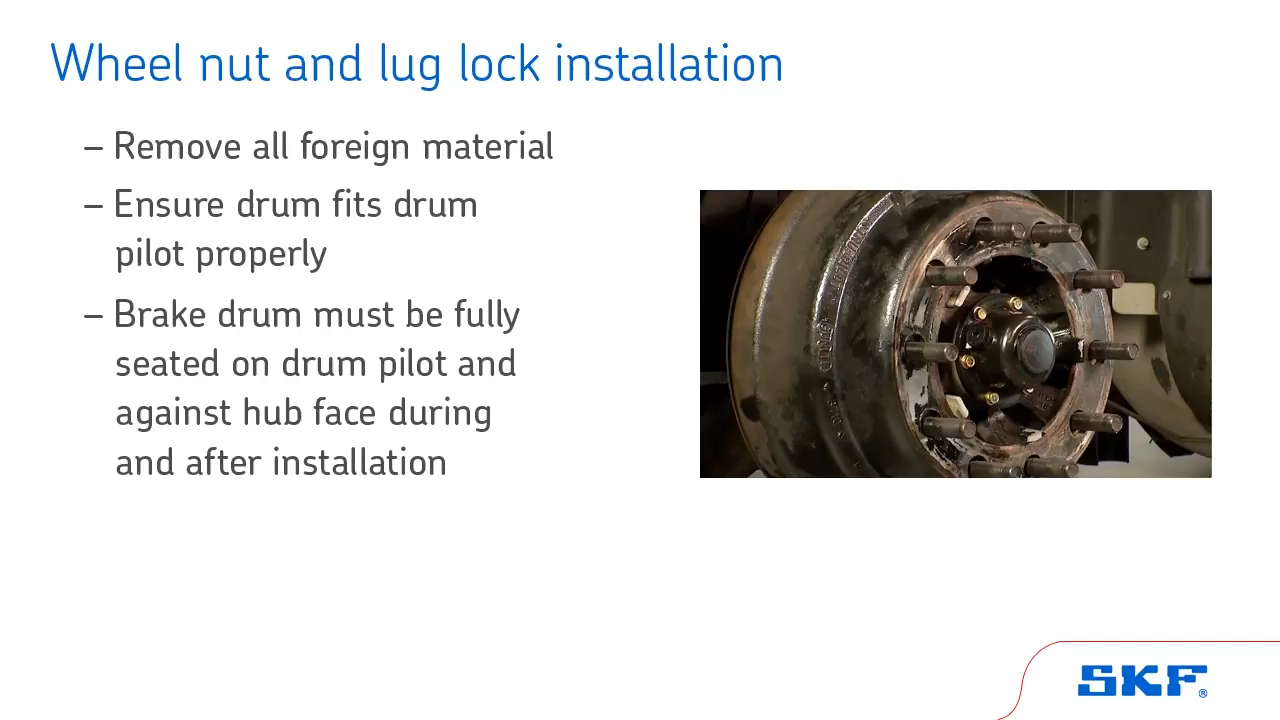 Wheel nut and lug lock installation
– Remove all foreign material
– Ensure drum fits drum
pilot properly
– Brake drum must be fully
seated on drum pilot and
against hub face during
and after installation
SKF®